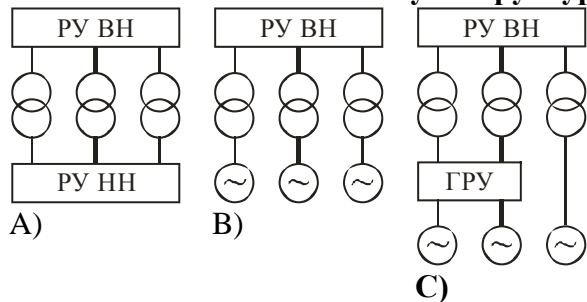 РУ ВН РУ ВН РУ ВН
РУ НН ГРУ
~ ~ ~
A) B) ~ ~ ~
C)